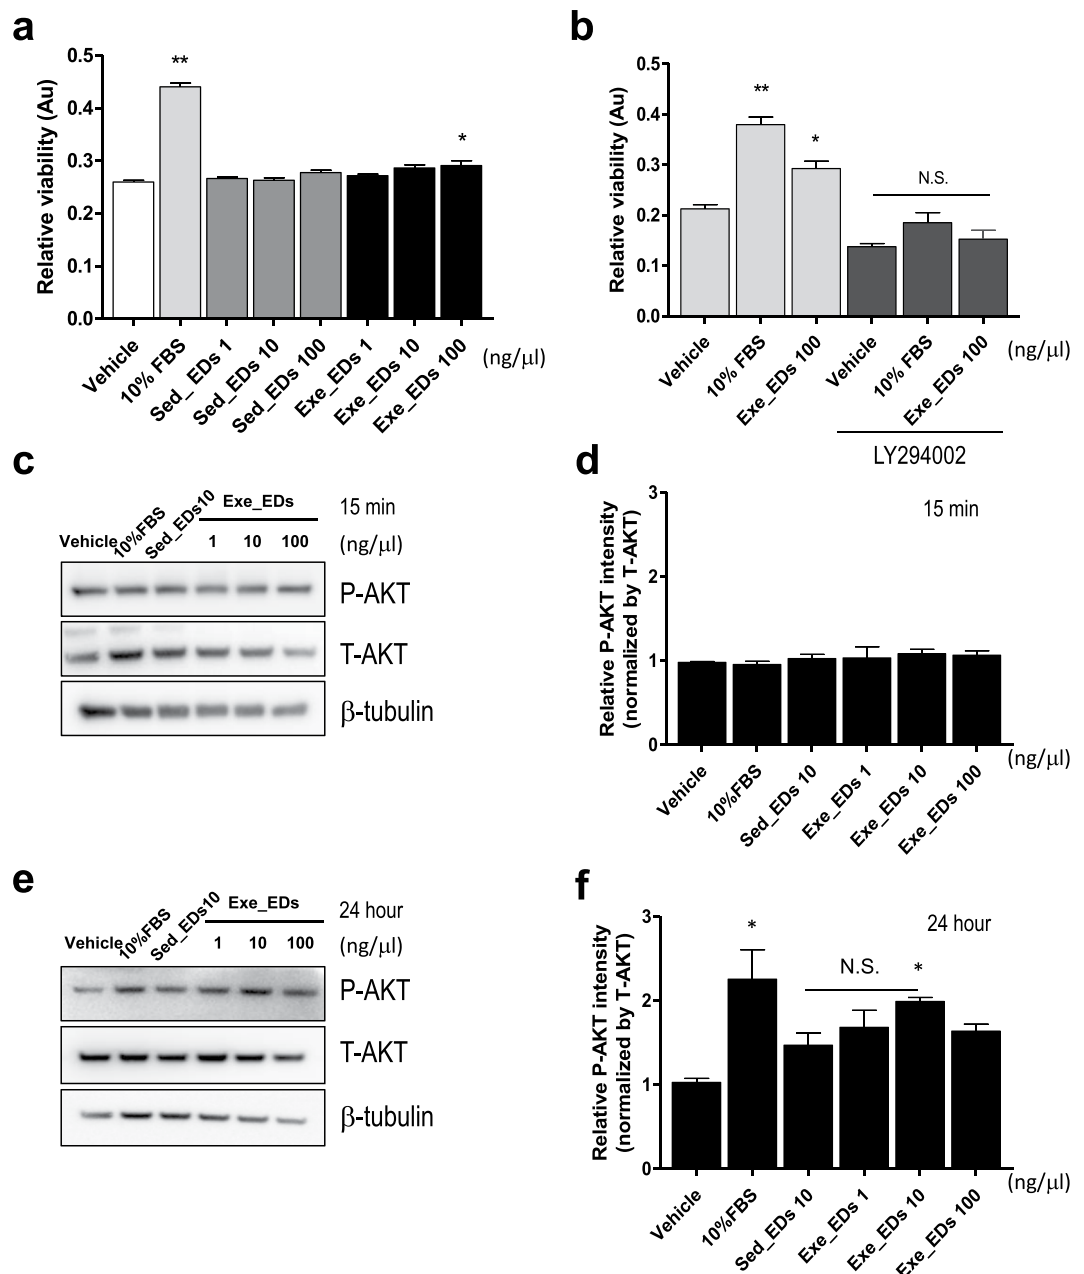 a
Relative viability (Au)
0.5
0.4
0.3
0.2
0.1
0.0
**
*
Vehicle
10% FBS
Sed_EDs 1
Sed_EDs 10
Sed_EDs 100
Exe_EDs 1
Exe_EDs 10
Exe_EDs 100
(ng/μl)
b
Relative viability (Au)
0.5
0.4
0.3
0.2
0.1
0.0
**
*
N.S.
Vehicle
10% FBS
Exe_EDs 100
Vehicle
10% FBS
Exe_EDs 100
(ng/μl)
LY294002
c
Vehicle
10%FBS
Sed_EDs10
Exe_EDs
15 min
1 10 100
(ng/μl)
P-AKT
T-AKT
β-tubulin
d
Relative P-AKT intensity
(normalized by T-AKT)
3
2
1
0
15 min
Vehicle
10%FBS
Sed_EDs 10
Exe_EDs 1
Exe_EDs 10
Exe_EDs 100
(ng/μl)
e
Vehicle
10%FBS
Sed_EDs10
Exe_EDs
24 hour
1 10 100
(ng/μl)
P-AKT
T-AKT
β-tubulin
f
Relative P-AKT intensity
(normalized by T-AKT)
3
2
1
0
*
N.S.
*
24 hour
Vehicle
10%FBS
Sed_EDs 10
Exe_EDs 1
Exe_EDs 10
Exe_EDs 100
(ng/μl)